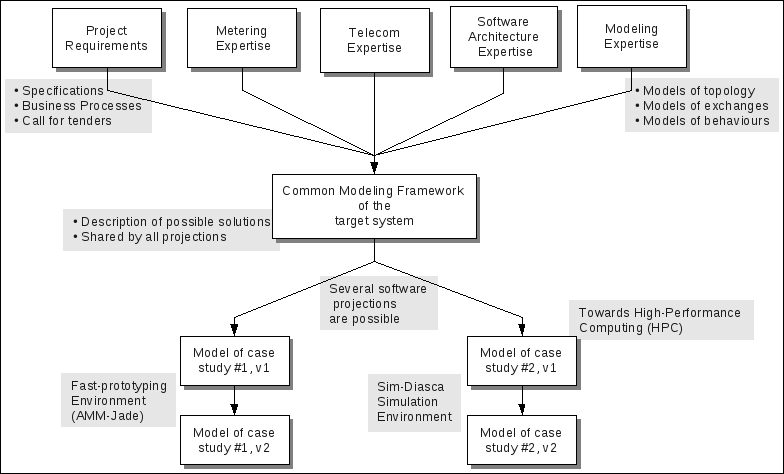 Project
Requirements
Metering
Expertise
Telecom
Expertise
Software
Architecture
Expertise
Modeling
Expertise
• Specifications
• Business Processes
• Call for tenders
• Models of topology
• Models of exchanges
• Models of behaviours
Common Modeling Framework
of the
target system
• Description of possible solutions
• Shared by all projections
Several software
projections
are possible
Towards High-Performance
Computing (HPC)
Model of case
study #1, v1
Model of case
study #2, v1
Fast-prototyping
Environment
(AMM-Jade)
Sim-Diasca
Simulation
Environment
Model of case
study #1, v2
Model of case
study #2, v2